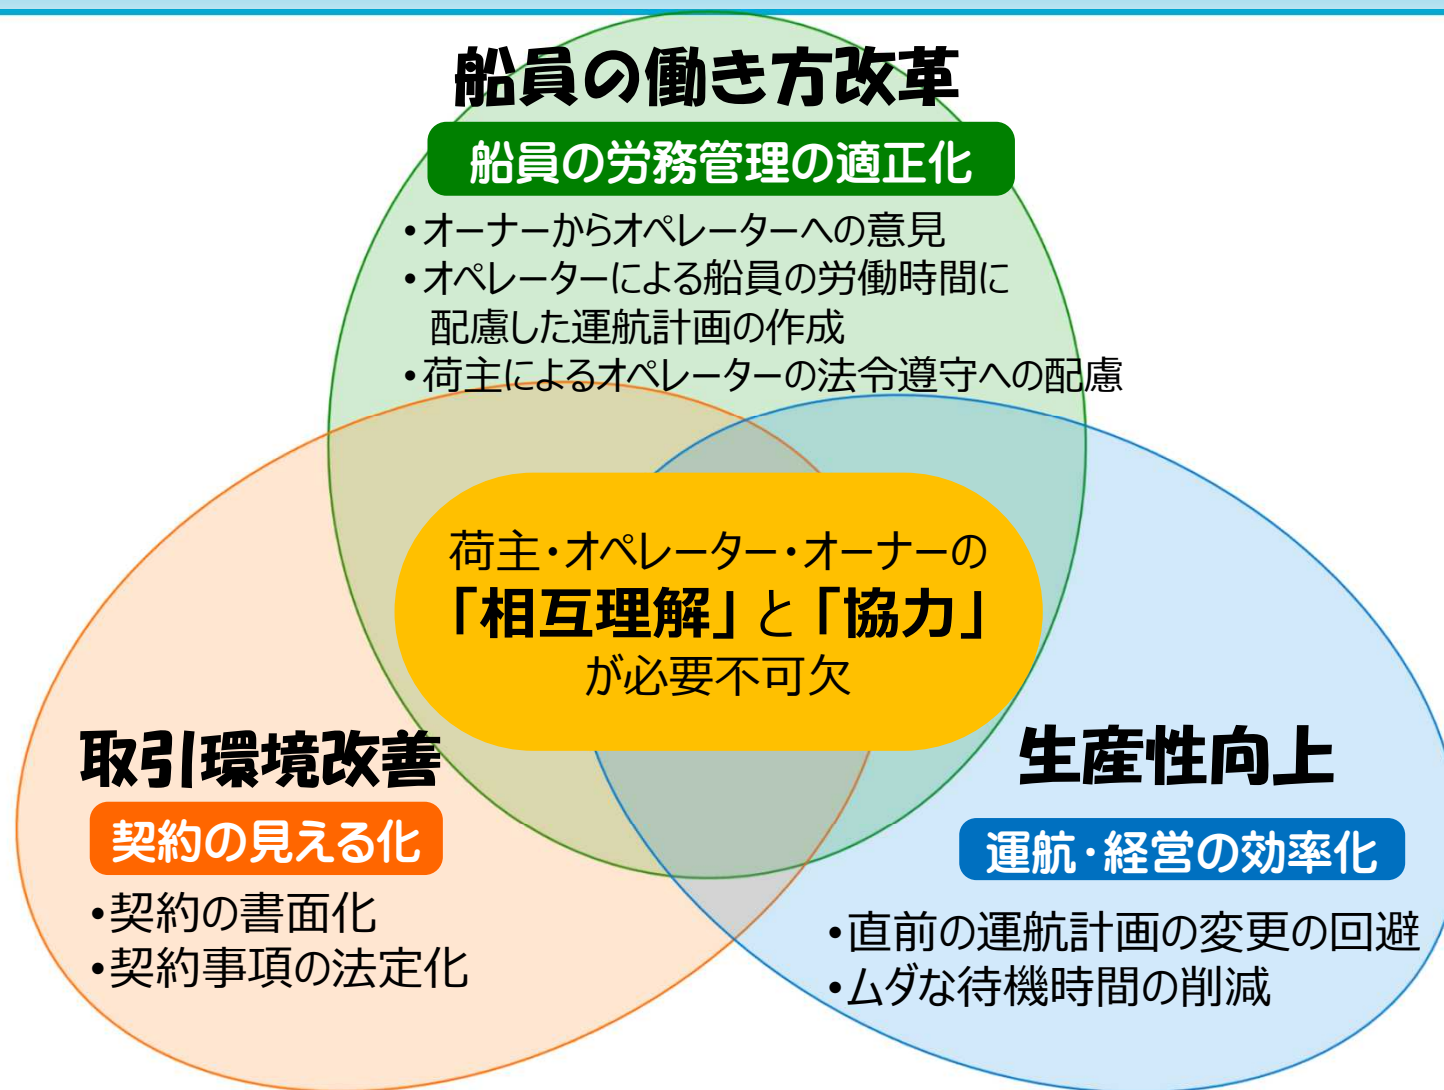 船員の働き方改革
船員の労務管理の適正化
•オーナーからオペレーターへの意見
•オペレーターによる船員の労働時間に
配慮した運航計画の作成
•荷主によるオペレーターの法令遵守への配慮
荷主・オペレーター・オーナーの
「相互理解」と「協力」
が必要不可欠
取引環境改善
契約の見える化
•契約の書面化
•契約事項の法定化
生産性向上
運航・経営の効率化
•直前の運航計画の変更の回避
•ムダな待機時間の削減